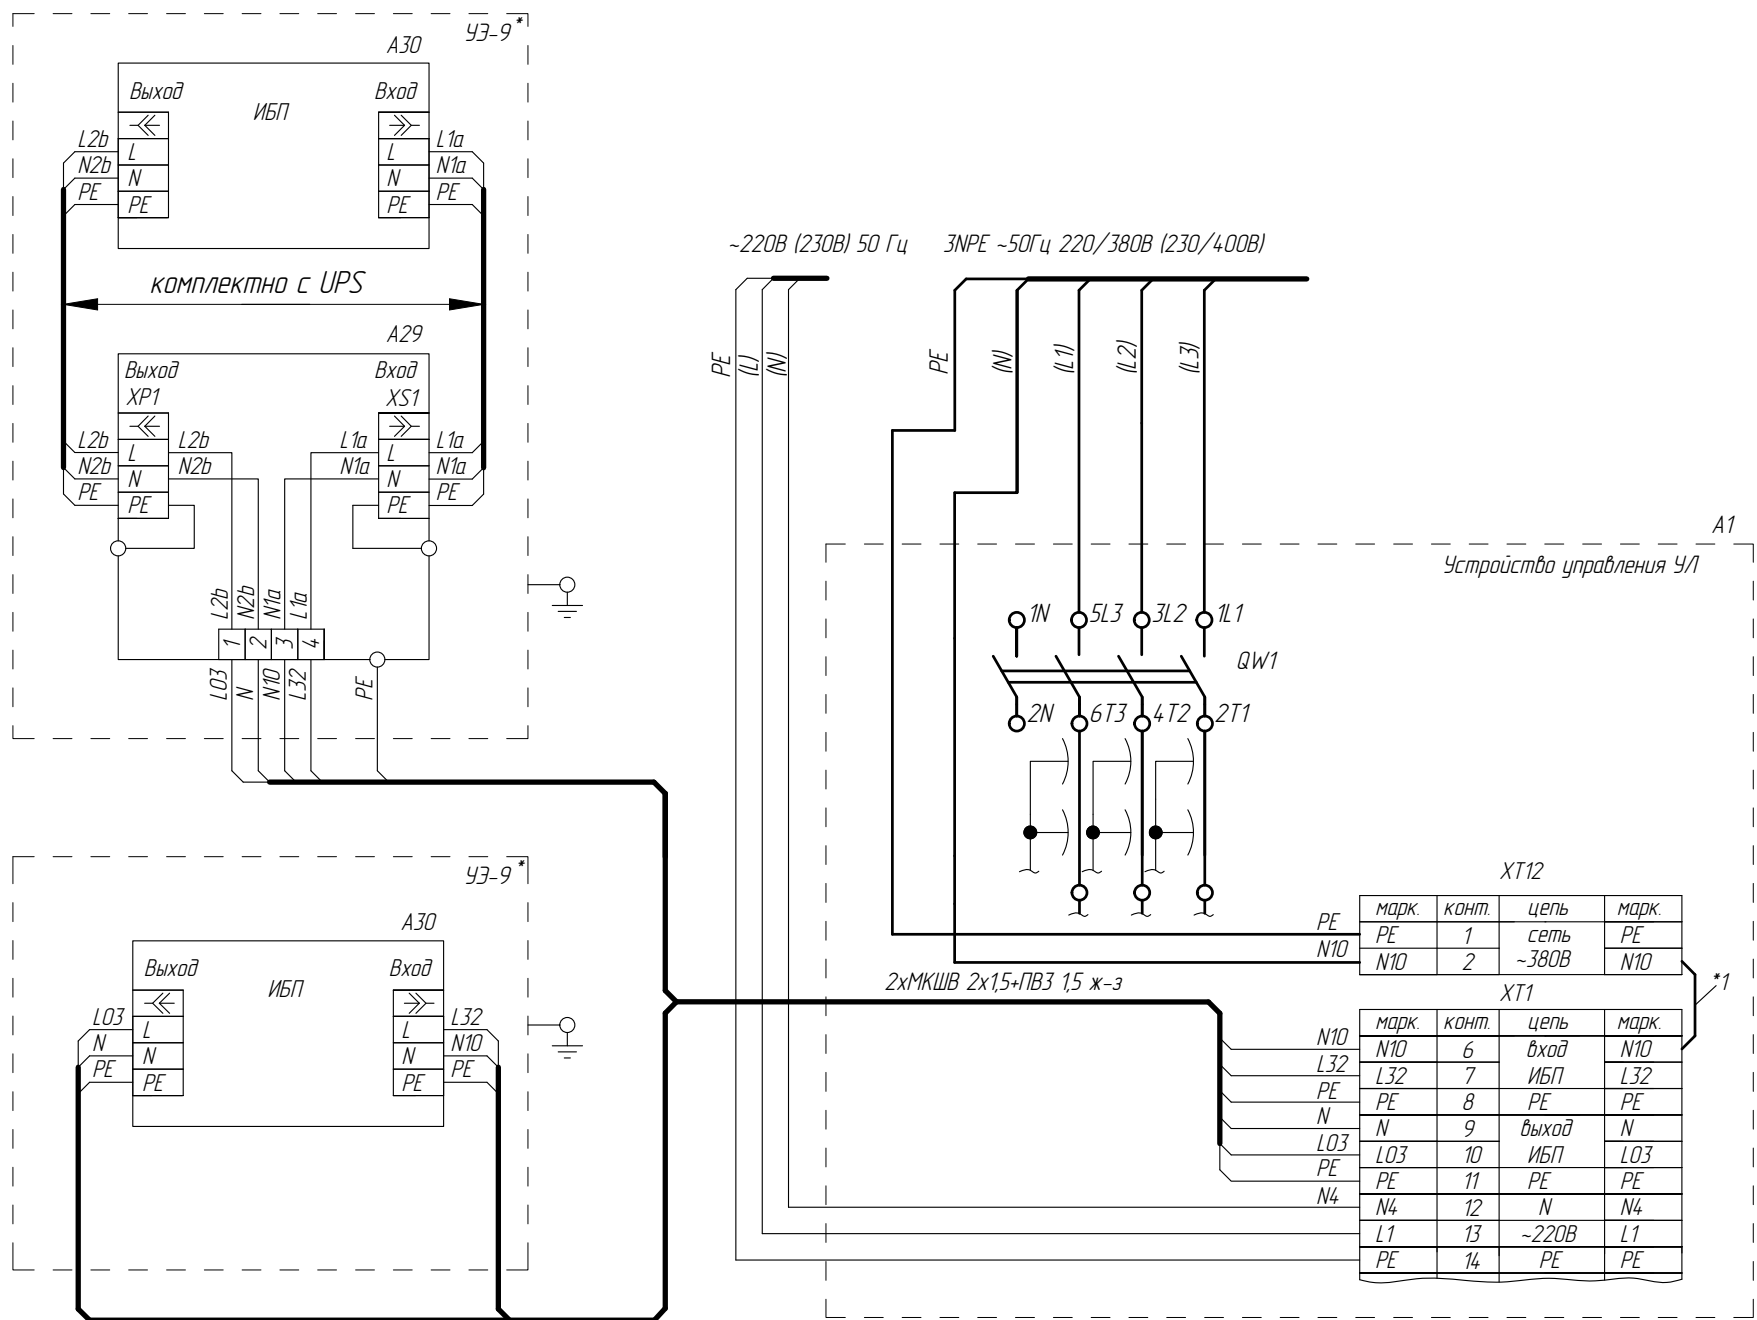 УЭ-9*
А30
Выход
ИБП
Вход
L2b
L
L
L1a
N2b
N
N
N1a
PE
PE
PE
PE
комплектно с UPS
А29
Выход
Вход
XP1
XS1
L2b
L
L2b
L1a
L
L1a
N2b
N
N2b
N1a
N
N1a
PE
PE
PE
PE
L2b
N2b
N1a
L1a
1
2
3
4
L03
N
N10
L32
PE
УЭ-9*
А30
Выход
ИБП
Вход
L03
L
L
L32
N
N
N
N10
PE
PE
PE
PE
~220В (230В) 50 Гц
3NPE ~50Гц 220/380В (230/400В)
PE
(L)
(N)
PE
(N)
(L1)
(L2)
(L3)
А1
Устройство управления УЛ
1N
5L3
3L2
1L1
QW1
2N
6T3
4T2
2T1
XT12
марк.
конт.
цепь
марк.
PE
PE
1
сеть
PE
N10
N10
2
~380В
N10
2хМКШВ 2х1,5+ПВ3 1,5 ж-з
*1
XT1
марк.
конт.
цепь
марк.
N10
N10
6
вход
N10
L32
L32
7
ИБП
L32
PE
PE
8
PE
PE
N
N
9
выход
N
L03
L03
10
ИБП
L03
PE
PE
11
PE
PE
N4
N4
12
N
N4
L1
13
~220В
L1
PE
14
PE
PE